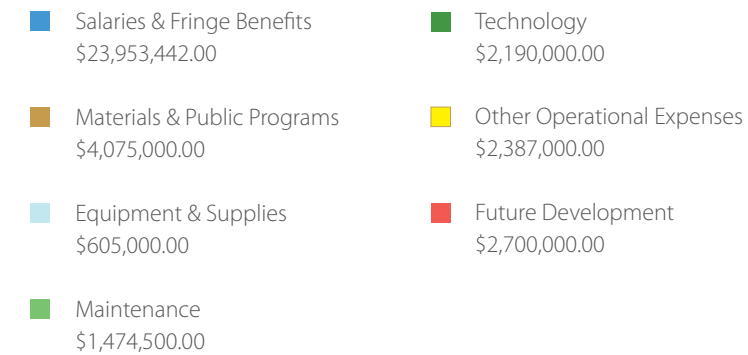 Salaries & Fringe Benefits
$23,953,442.00
Materials & Public Programs
$4,075,000.00
Equipment & Supplies
$605,000.00
Maintenance
$1,474,500.00
Technology
$2,190,000.00
Other Operational Expenses
$2,387,000.00
Future Development
$2,700,000.00